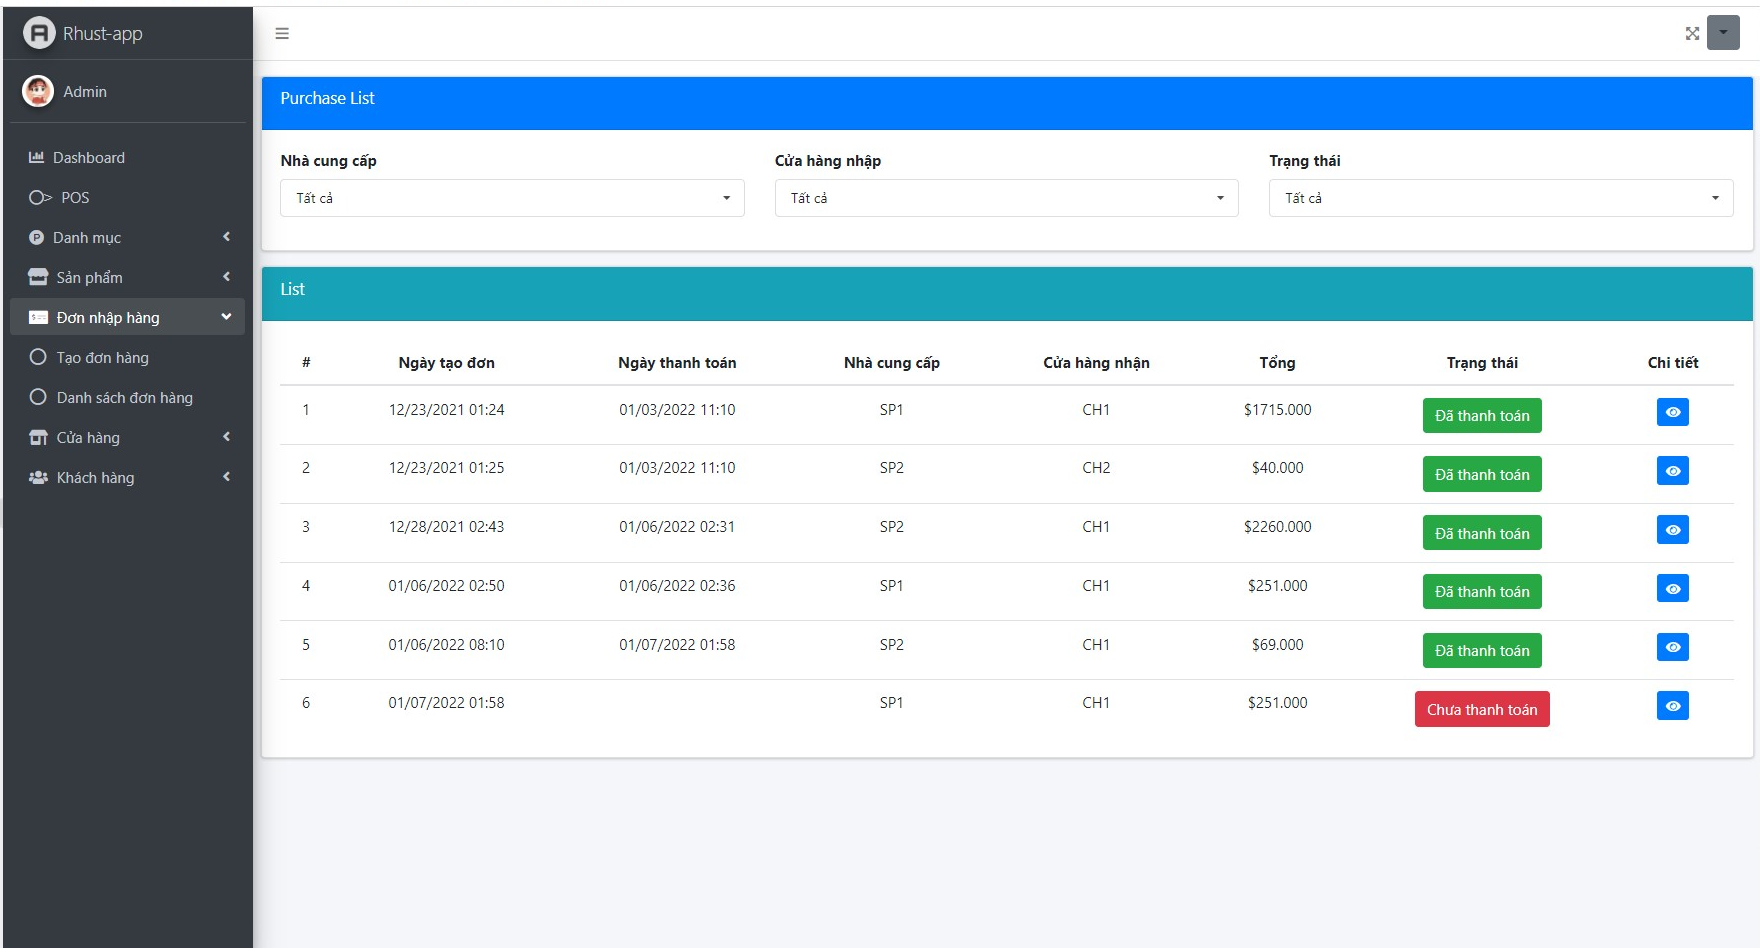 Rhust-app
Admin
Dashboard
POS
Danh mục
Sản phẩm
Đơn nhập hàng
Tạo đơn hàng
Danh sách đơn hàng
Cửa hàng
Khách hàng
Purchase List
Nhà cung cấp Cửa hàng nhập Trạng thái
Tất cả Tất cả Tất cả
List
# Ngày tạo đơn Ngày thanh toán Nhà cung cấp Cửa hàng nhận Tổng Trạng thái Chi tiết
1 12/23/2021 01:24 01/03/2022 11:10 SP1 CH1 $1715.000 Đã thanh toán
2 12/23/2021 01:25 01/03/2022 11:10 SP2 CH2 $40.000 Đã thanh toán
3 12/28/2021 02:43 01/06/2022 02:31 SP2 CH1 $2260.000 Đã thanh toán
4 01/06/2022 02:50 01/06/2022 02:36 SP1 CH1 $251.000 Đã thanh toán
5 01/06/2022 08:10 01/07/2022 01:58 SP2 CH1 $69.000 Đã thanh toán
6 01/07/2022 01:58 SP1 CH1 $251.000 Chưa thanh toán